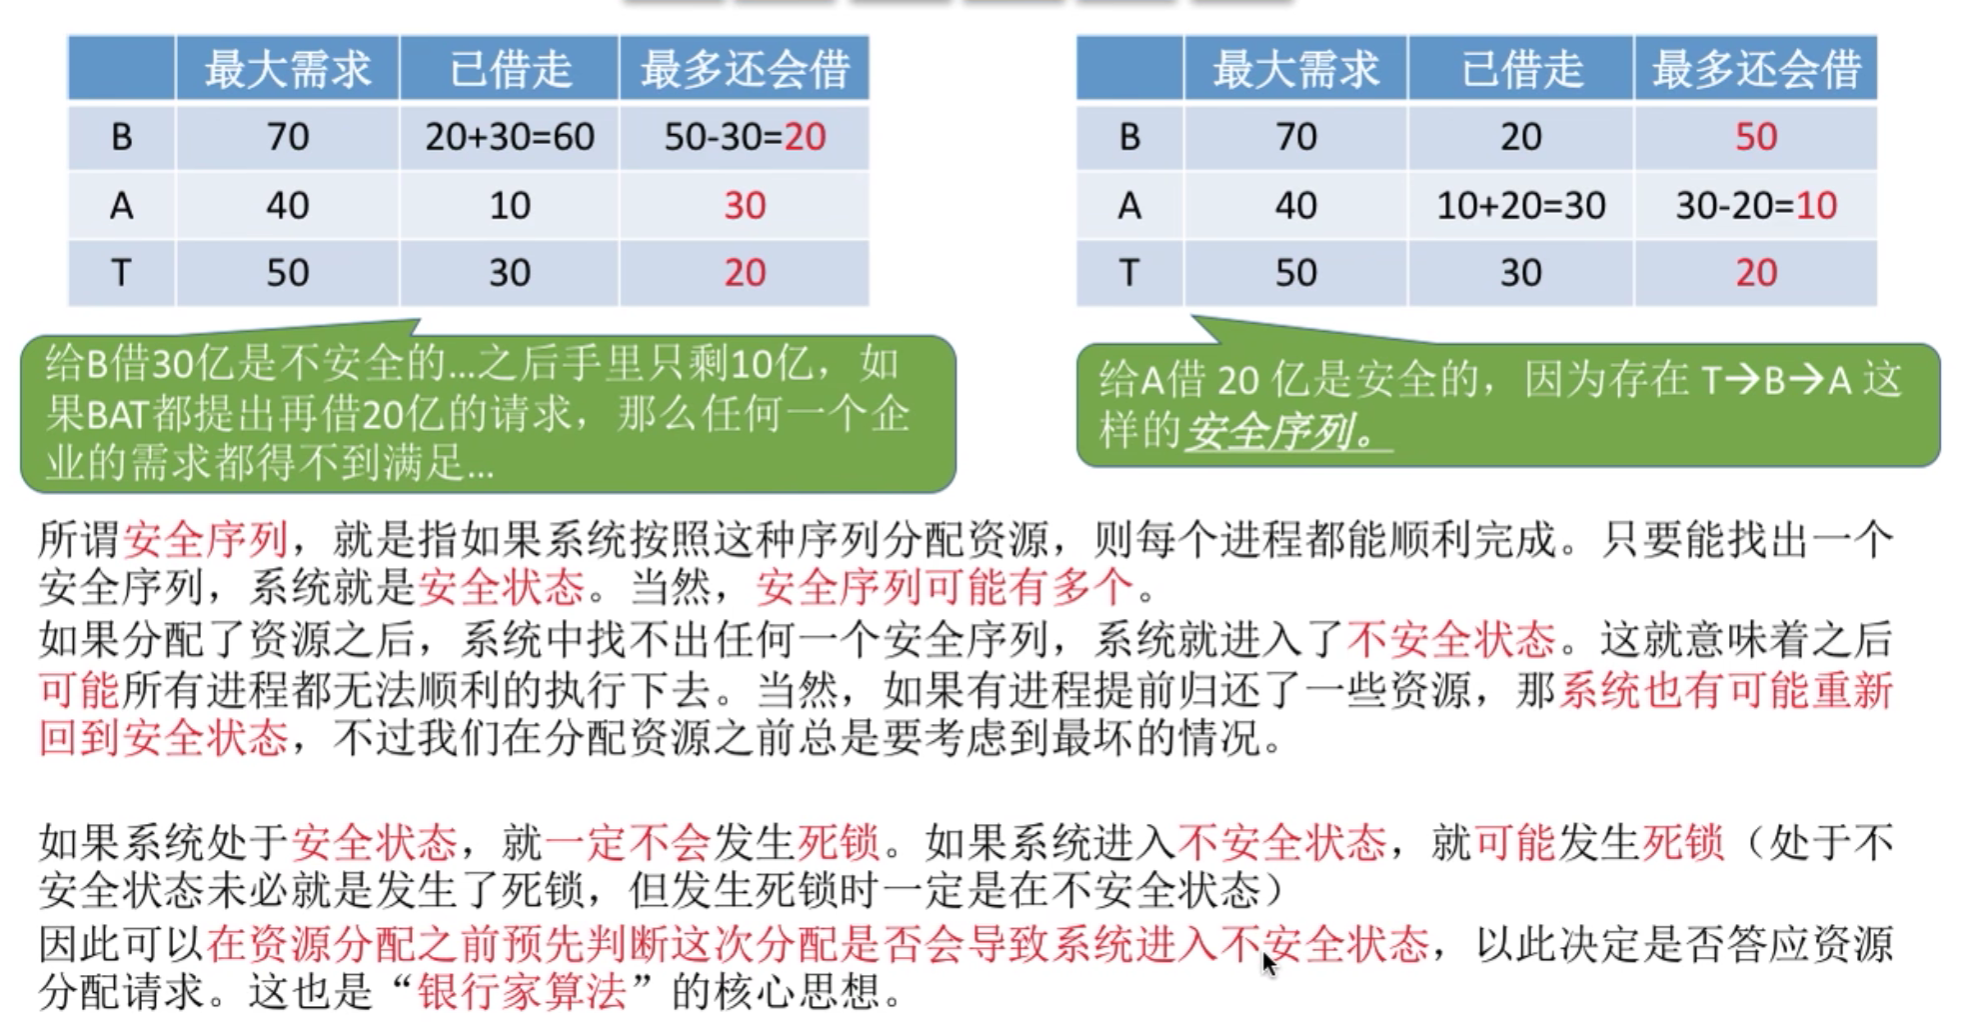 最大需求 已借走 最多还会借
B 70 20+30=60 50-30=20
A 40 10 30
T 50 30 20
最大需求 已借走 最多还会借
B 70 20 50
A 40 10+20=30 30-20=10
T 50 30 20
给B借30亿是不安全的...之后手里只剩10亿，如
果BAT都提出再借20亿的请求，那么任何一个企
业的需求都得不到满足...
给A借 20 亿是安全的，因为存在 T→B→A 这
样的安全序列。
所谓安全序列，就是指如果系统按照这种序列分配资源，则每个进程都能顺利完成。只要能找出一个
安全序列，系统就是安全状态。当然，安全序列可能有多个。
如果分配了资源之后，系统中找不出任何一个安全序列，系统就进入了不安全状态。这就意味着之后
可能所有进程都无法顺利的执行下去。当然，如果有进程提前归还了一些资源，那系统也有可能重新
回到安全状态，不过我们在分配资源之前总是要考虑到最坏的情况。
如果系统处于安全状态，就一定不会发生死锁。如果系统进入不安全状态，就可能发生死锁（处于不
安全状态未必就是发生了死锁，但发生死锁时一定是在不安全状态）
因此可以在资源分配之前预先判断这次分配是否会导致系统进入不安全状态，以此决定是否答应资源
分配请求。这也是“银行家算法”的核心思想。